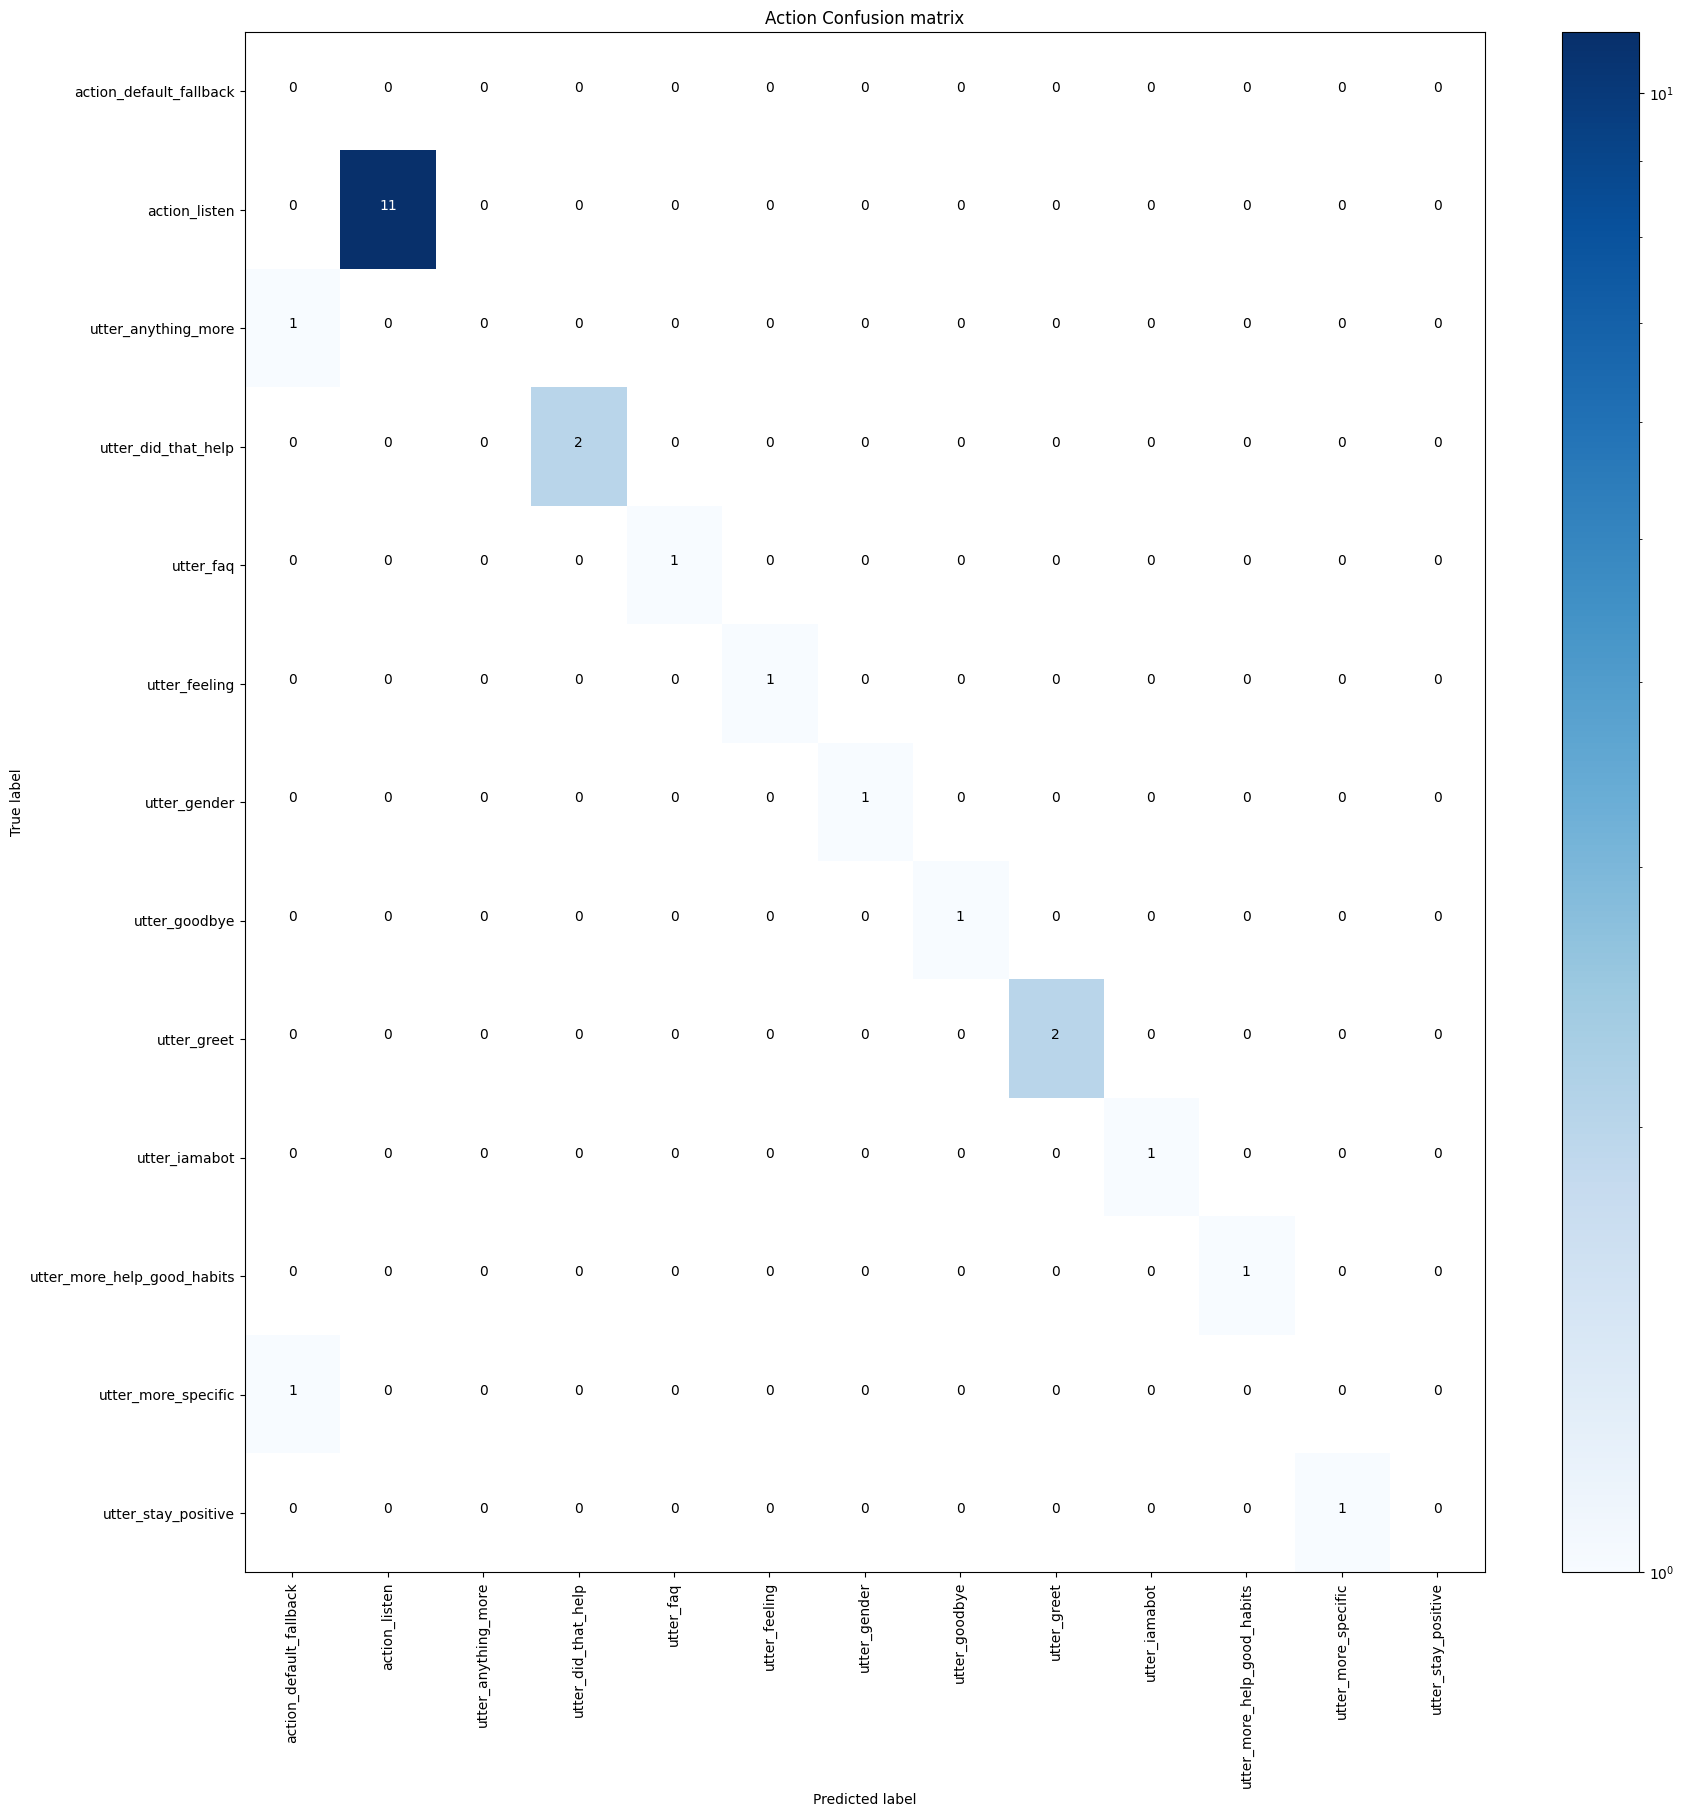 Action Confusion matrix
action_default_fallback 0 0 0 0 0 0 0 0 0 0 0 0 0
action_listen 0 11 0 0 0 0 0 0 0 0 0 0 0
utter_anything_more 1 0 0 0 0 0 0 0 0 0 0 0 0
utter_did_that_help 0 0 0 2 0 0 0 0 0 0 0 0 0
utter_faq 0 0 0 0 1 0 0 0 0 0 0 0 0
utter_feeling 0 0 0 0 0 1 0 0 0 0 0 0 0
utter_gender 0 0 0 0 0 0 1 0 0 0 0 0 0
utter_goodbye 0 0 0 0 0 0 0 1 0 0 0 0 0
utter_greet 0 0 0 0 0 0 0 0 2 0 0 0 0
utter_iamabot 0 0 0 0 0 0 0 0 0 1 0 0 0
utter_more_help_good_habits 0 0 0 0 0 0 0 0 0 0 1 0 0
utter_more_specific 1 0 0 0 0 0 0 0 0 0 0 0 0
utter_stay_positive 0 0 0 0 0 0 0 0 0 0 0 1 0
True label
action_default_fallback
action_listen
utter_anything_more
utter_did_that_help
utter_faq
utter_feeling
utter_gender
utter_goodbye
utter_greet
utter_iamabot
utter_more_help_good_habits
utter_more_specific
utter_stay_positive
Predicted label
10¹
10⁰